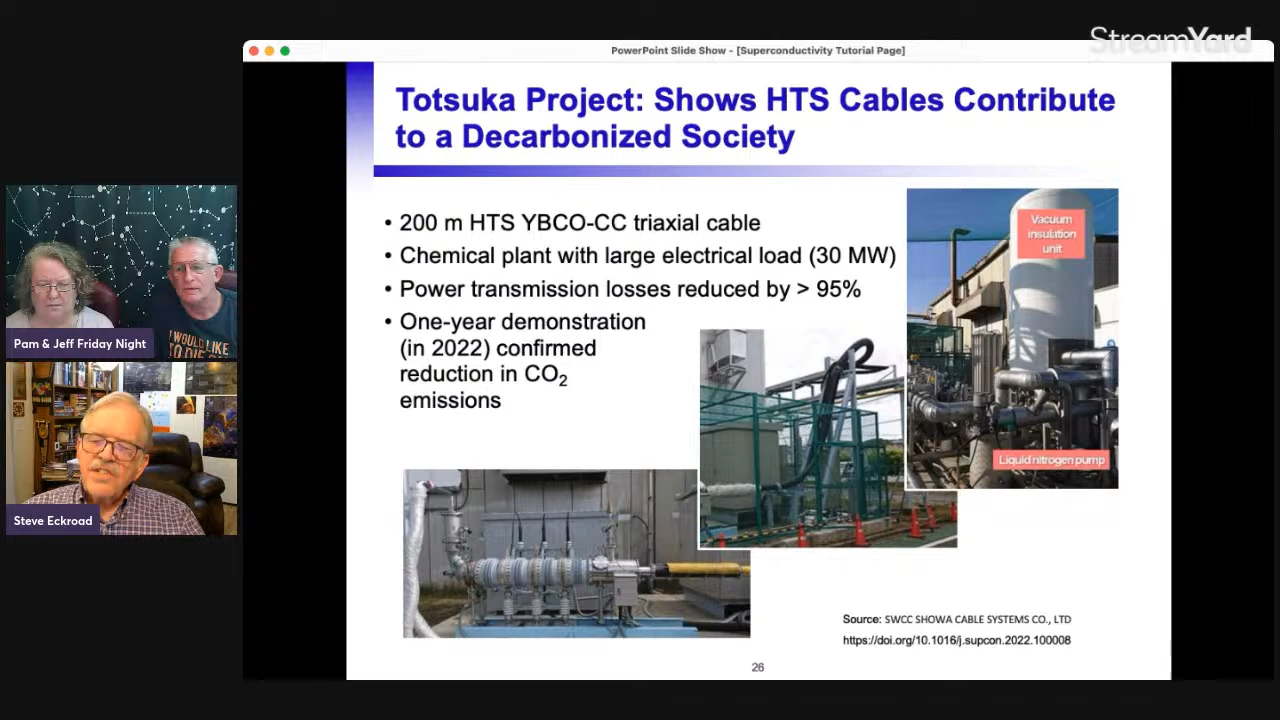 StreamYard
PowerPoint Slide Show - [Superconductivity Tutorial Page]
Totsuka Project: Shows HTS Cables Contribute
to a Decarbonized Society
• 200 m HTS YBCO-CC triaxial cable
• Chemical plant with large electrical load (30 MW)
• Power transmission losses reduced by > 95%
• One-year demonstration
(in 2022) confirmed
reduction in CO2
emissions
Vacuum
insulation
unit
Liquid nitrogen pump
Source: SWCC SHOWA CABLE SYSTEMS CO., LTD
https://doi.org/10.1016/j.supcon.2022.100008
26
I WOULD LIKE
Pam & Jeff Friday Night
Steve Eckroad